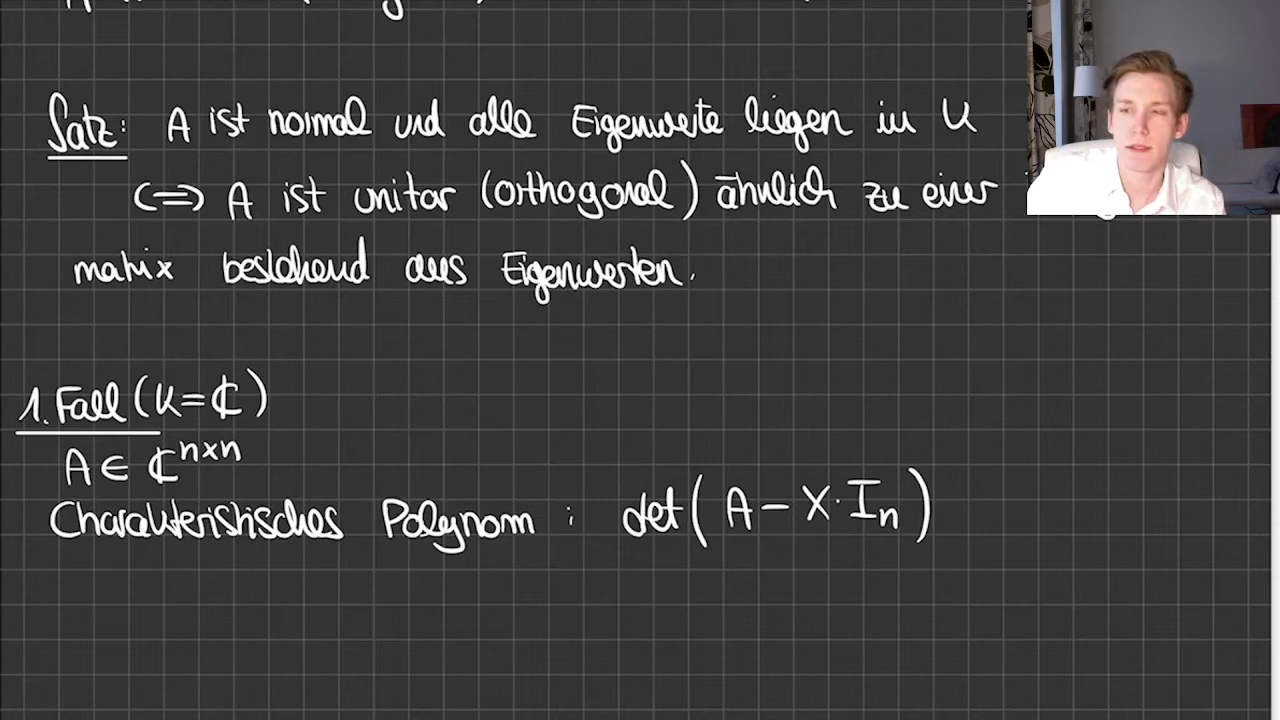 Satz: A ist normal und alle Eigenwerte liegen in K
⟺ A ist unitär (orthogonal) ähnlich zu einer
matrix bestehend aus Eigenwerten.
1. Fall (K=ℂ)
A ∈ ℂ^{n×n}
Charakteristisches Polynom : det(A − X · I_n)